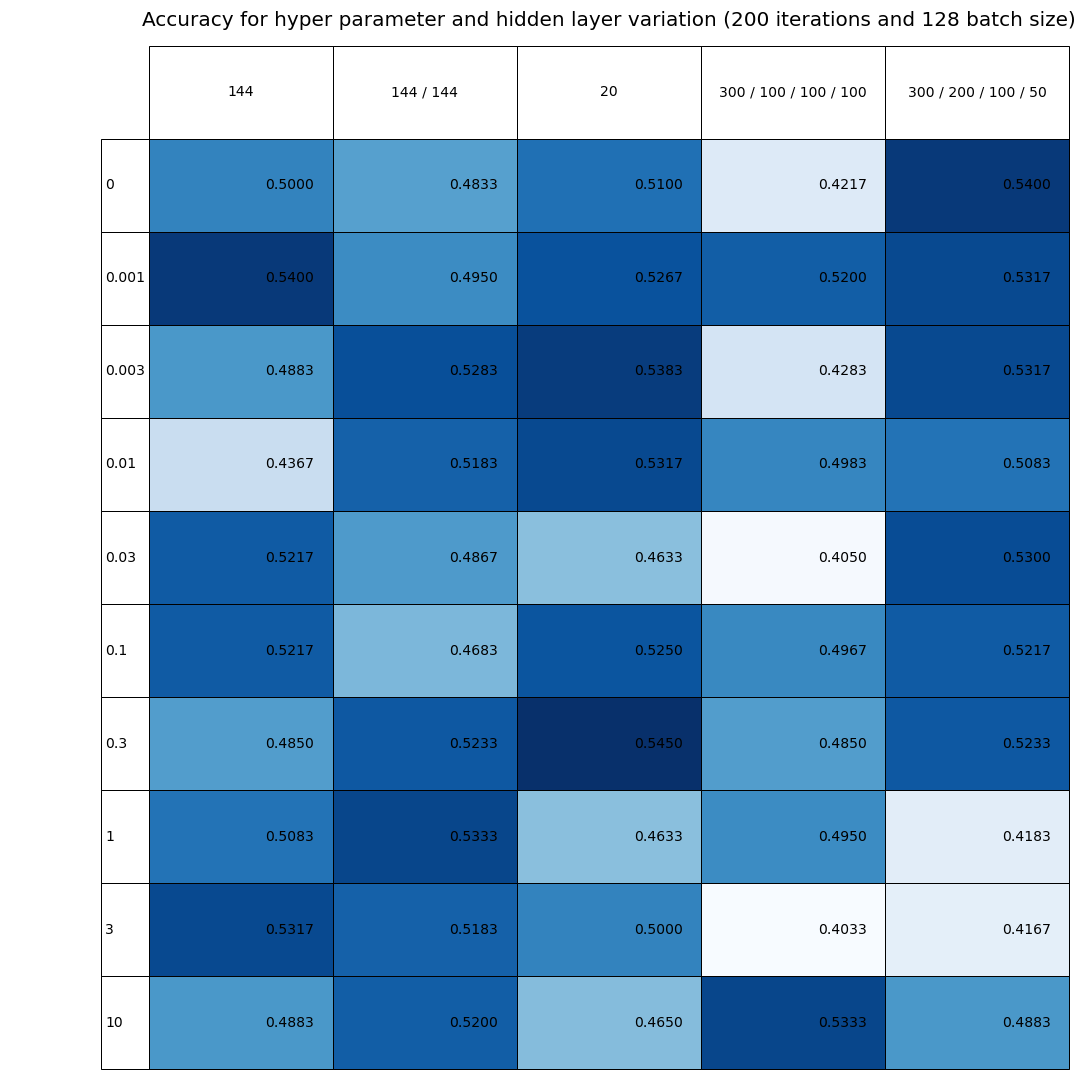 Accuracy for hyper parameter and hidden layer variation (200 iterations and 128 batch size)
144 144 / 144 20 300 / 100 / 100 / 100 300 / 200 / 100 / 50
0 0.5000 0.4833 0.5100 0.4217 0.5400
0.001 0.5400 0.4950 0.5267 0.5200 0.5317
0.003 0.4883 0.5283 0.5383 0.4283 0.5317
0.01 0.4367 0.5183 0.5317 0.4983 0.5083
0.03 0.5217 0.4867 0.4633 0.4050 0.5300
0.1 0.5217 0.4683 0.5250 0.4967 0.5217
0.3 0.4850 0.5233 0.5450 0.4850 0.5233
1 0.5083 0.5333 0.4633 0.4950 0.4183
3 0.5317 0.5183 0.5000 0.4033 0.4167
10 0.4883 0.5200 0.4650 0.5333 0.4883